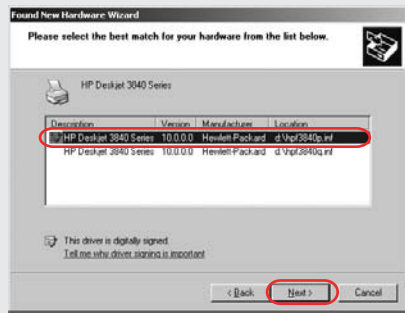 Found New Hardware Wizard
Please select the best match for your hardware from the list below.
HP Deskjet 3840 Series
Description Version Manufacturer Location
HP Deskjet 3840 Series 10.0.0.0 Hewlett-Packard d:\hpf3840p.inf
HP Deskjet 3840 Series 10.0.0.0 Hewlett-Packard d:\hpf3840q.inf
This driver is digitally signed.
Tell me why driver signing is important
< Back Next > Cancel